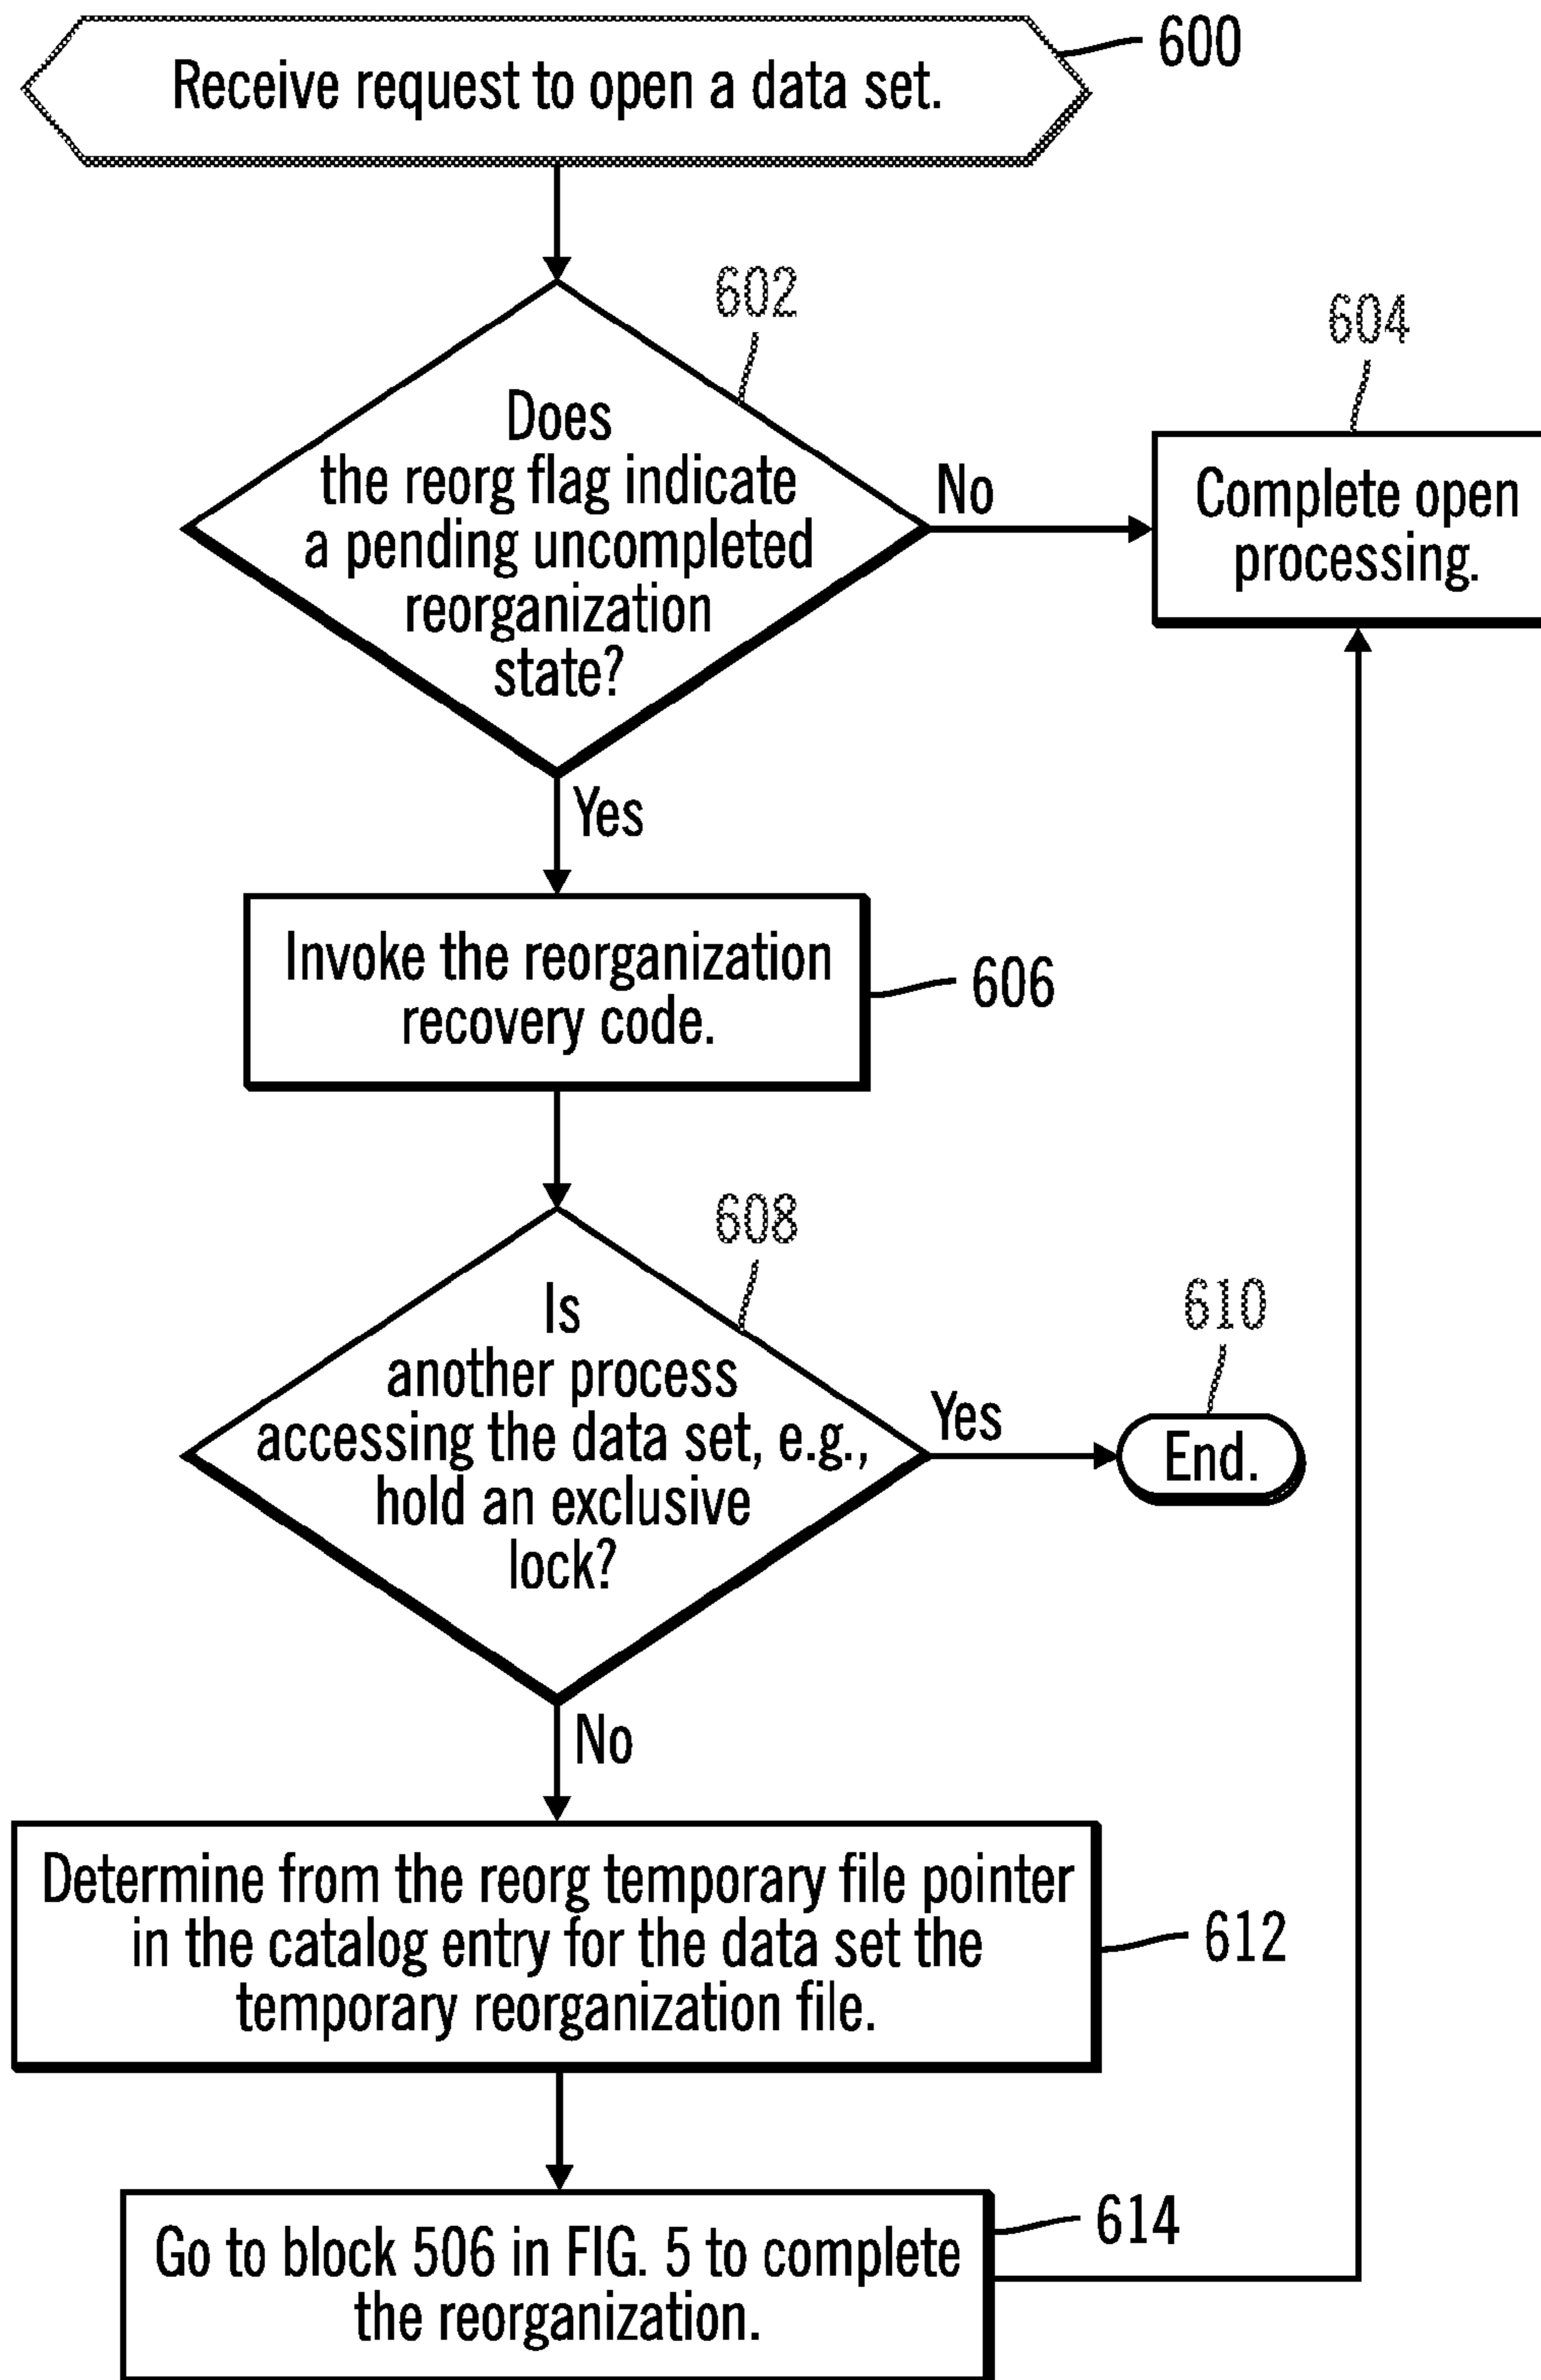 Receive request to open a data set.
600
602
604
Does
the reorg flag indicate
a pending uncompleted
reorganization
state?
No
Complete open
processing.
Yes
Invoke the reorganization
recovery code.
606
608
610
Is
another process
accessing the data set, e.g.,
hold an exclusive
lock?
Yes
End.
No
Determine from the reorg temporary file pointer
in the catalog entry for the data set the
temporary reorganization file.
612
614
Go to block 506 in FIG. 5 to complete
the reorganization.